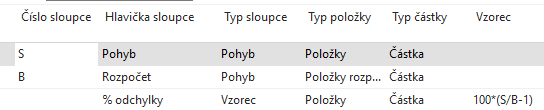 Číslo sloupce Hlavička sloupce Typ sloupce Typ položky Typ částky Vzorec
S Pohyb Pohyb Položky Částka
B Rozpočet Pohyb Položky rozp... Částka
% odchylky Vzorec Položky Částka 100*(S/B-1)